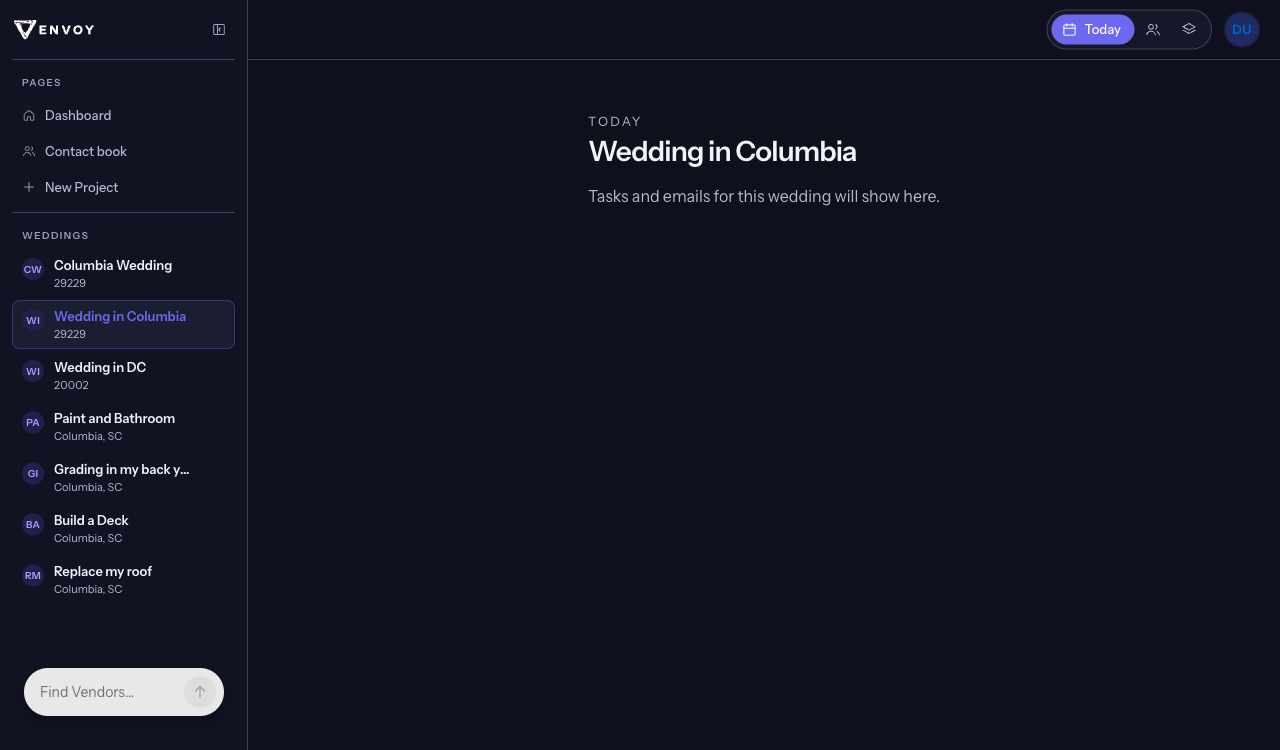 ENVOY
Today
DU
PAGES
Dashboard
Contact book
New Project
WEDDINGS
CW
Columbia Wedding
29229
WI
Wedding in Columbia
29229
WI
Wedding in DC
20002
PA
Paint and Bathroom
Columbia, SC
GI
Grading in my back y...
Columbia, SC
BA
Build a Deck
Columbia, SC
RM
Replace my roof
Columbia, SC
Find Vendors...
TODAY
Wedding in Columbia
Tasks and emails for this wedding will show here.